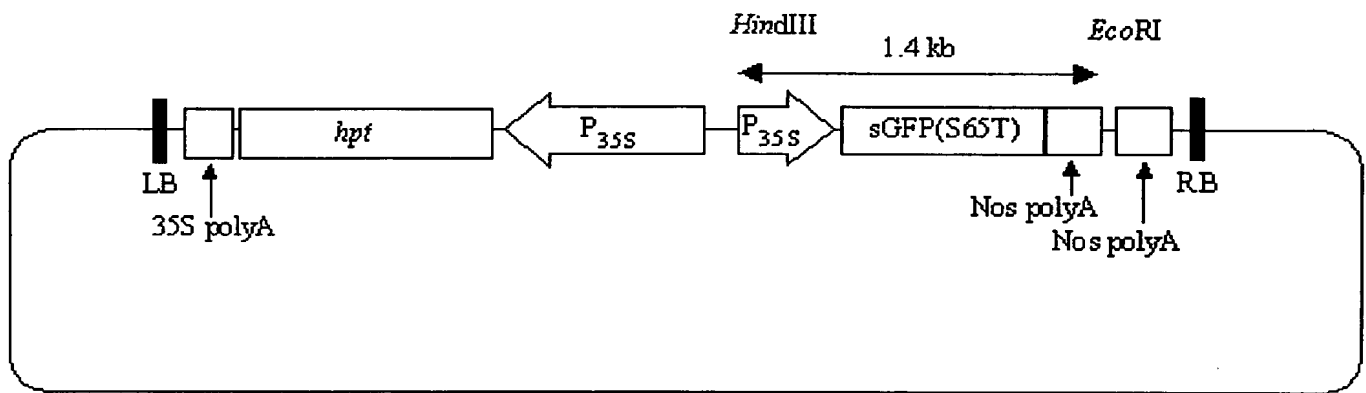 HindIII
EcoRI
1.4 kb
hpt
P35S
P35S
sGFP(S65T)
LB
RB
35S polyA
Nos polyA
Nos polyA